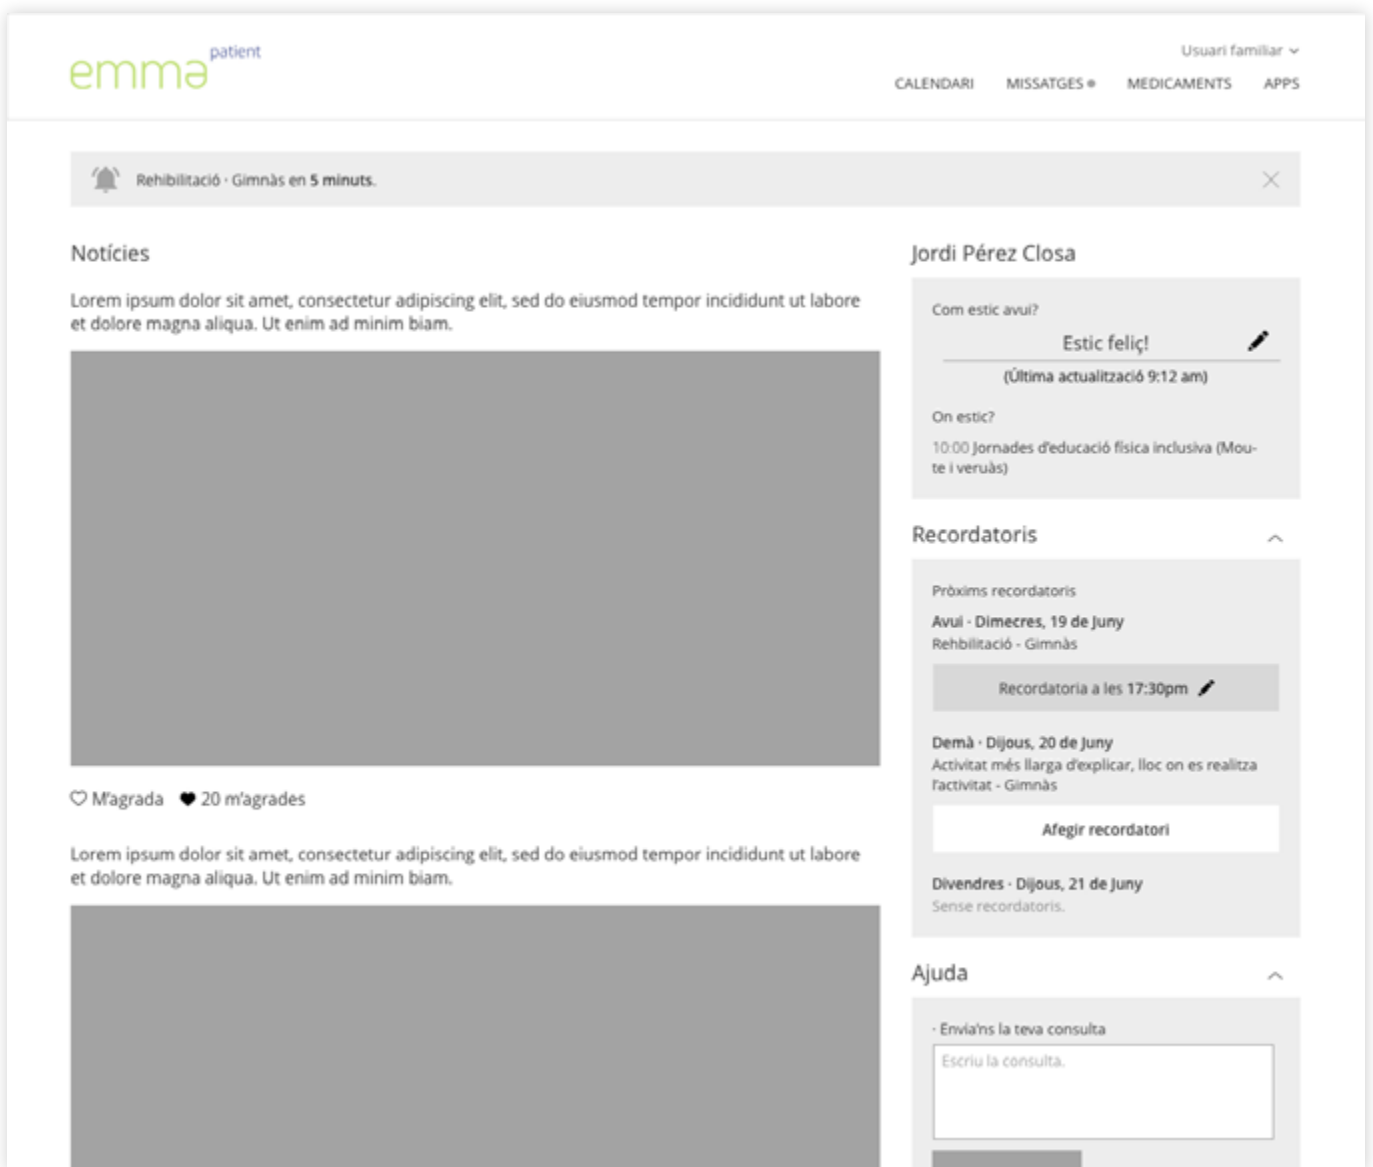 emma patient
Usuari familiar
CALENDARI MISSATGES MEDICAMENTS APPS
Rehibilitació · Gimnàs en 5 minuts.
Notícies
Lorem ipsum dolor sit amet, consectetur adipiscing elit, sed do eiusmod tempor incididunt ut labore
et dolore magna aliqua. Ut enim ad minim biam.
M'agrada 20 m'agrades
Lorem ipsum dolor sit amet, consectetur adipiscing elit, sed do eiusmod tempor incididunt ut labore
et dolore magna aliqua. Ut enim ad minim biam.
Jordi Pérez Closa
Com estic avui?
Estic feliç!
(Última actualització 9:12 am)
On estic?
10:00 Jornades d'educació física inclusiva (Mou-
te i veruàs)
Recordatoris
Pròxims recordatoris
Avui · Dimecres, 19 de Juny
Rehbilitació - Gimnàs
Recordatoria a les 17:30pm
Demà · Dijous, 20 de Juny
Activitat més llarga d'explicar, lloc on es realitza
l'activitat - Gimnàs
Afegir recordatori
Divendres · Dijous, 21 de Juny
Sense recordatoris.
Ajuda
· Envia'ns la teva consulta
Escriu la consulta.